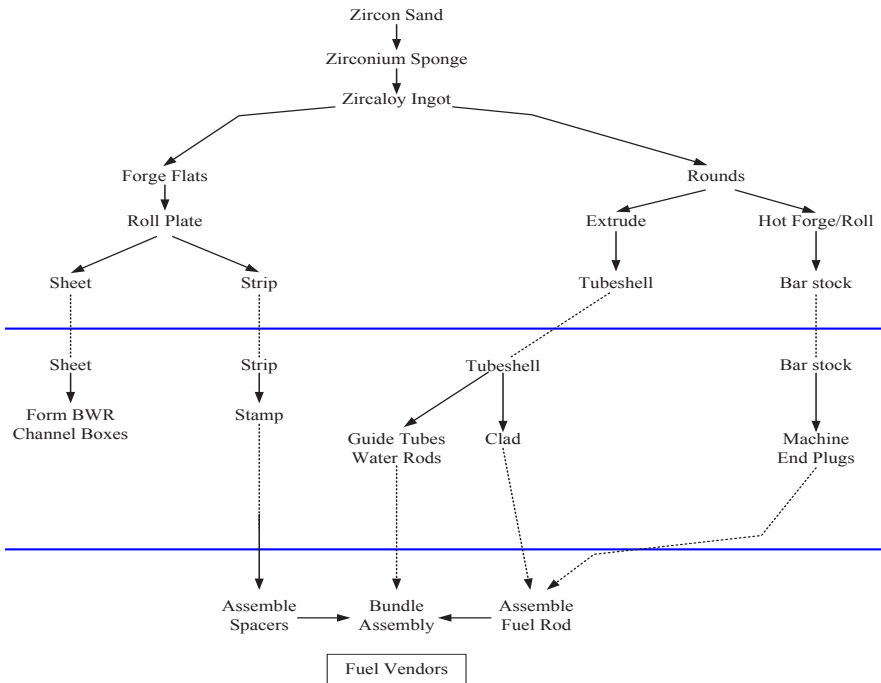 Zircon Sand
Zirconium Sponge
Zircaloy Ingot
Forge Flats
Rounds
Roll Plate
Extrude
Hot Forge/Roll
Sheet
Strip
Tubeshell
Bar stock
Sheet
Strip
Tubeshell
Bar stock
Form BWR
Channel Boxes
Stamp
Guide Tubes
Water Rods
Clad
Machine
End Plugs
Assemble
Spacers
Bundle
Assembly
Assemble
Fuel Rod
Fuel Vendors